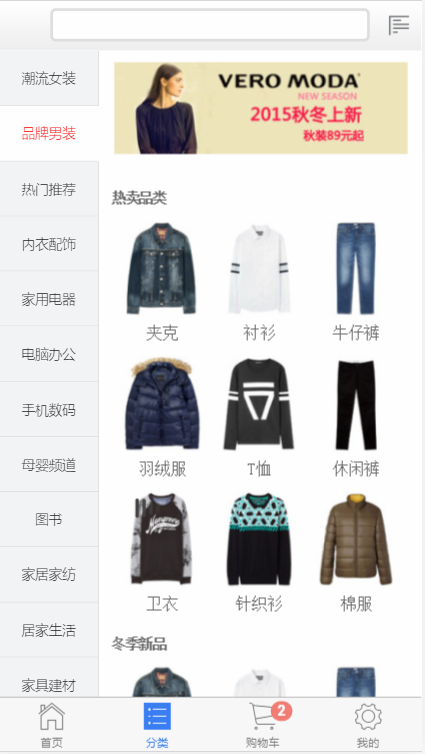 潮流女装
品牌男装
热门推荐
内衣配饰
家用电器
电脑办公
手机数码
母婴频道
图书
家居家纺
居家生活
家具建材
VERO MODA
NEW SEASON
2015秋冬上新
秋装89元起
热卖品类
夹克 衬衫 牛仔裤
羽绒服 T恤 休闲裤
卫衣 针织衫 棉服
冬季新品
2
首页 分类 购物车 我的